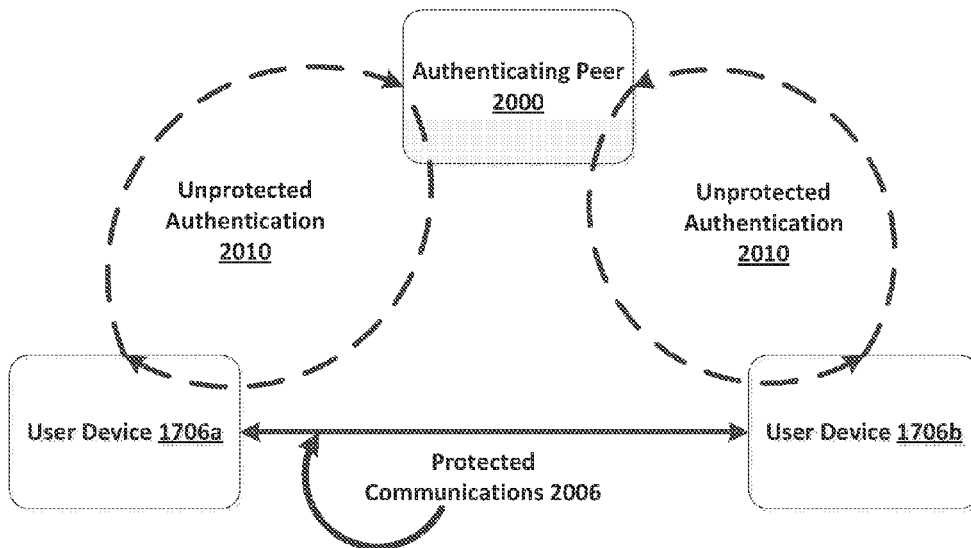 Authenticating Peer
2000
Unprotected
Authentication
2010
Unprotected
Authentication
2010
User Device 1706a
User Device 1706b
Protected
Communications 2006